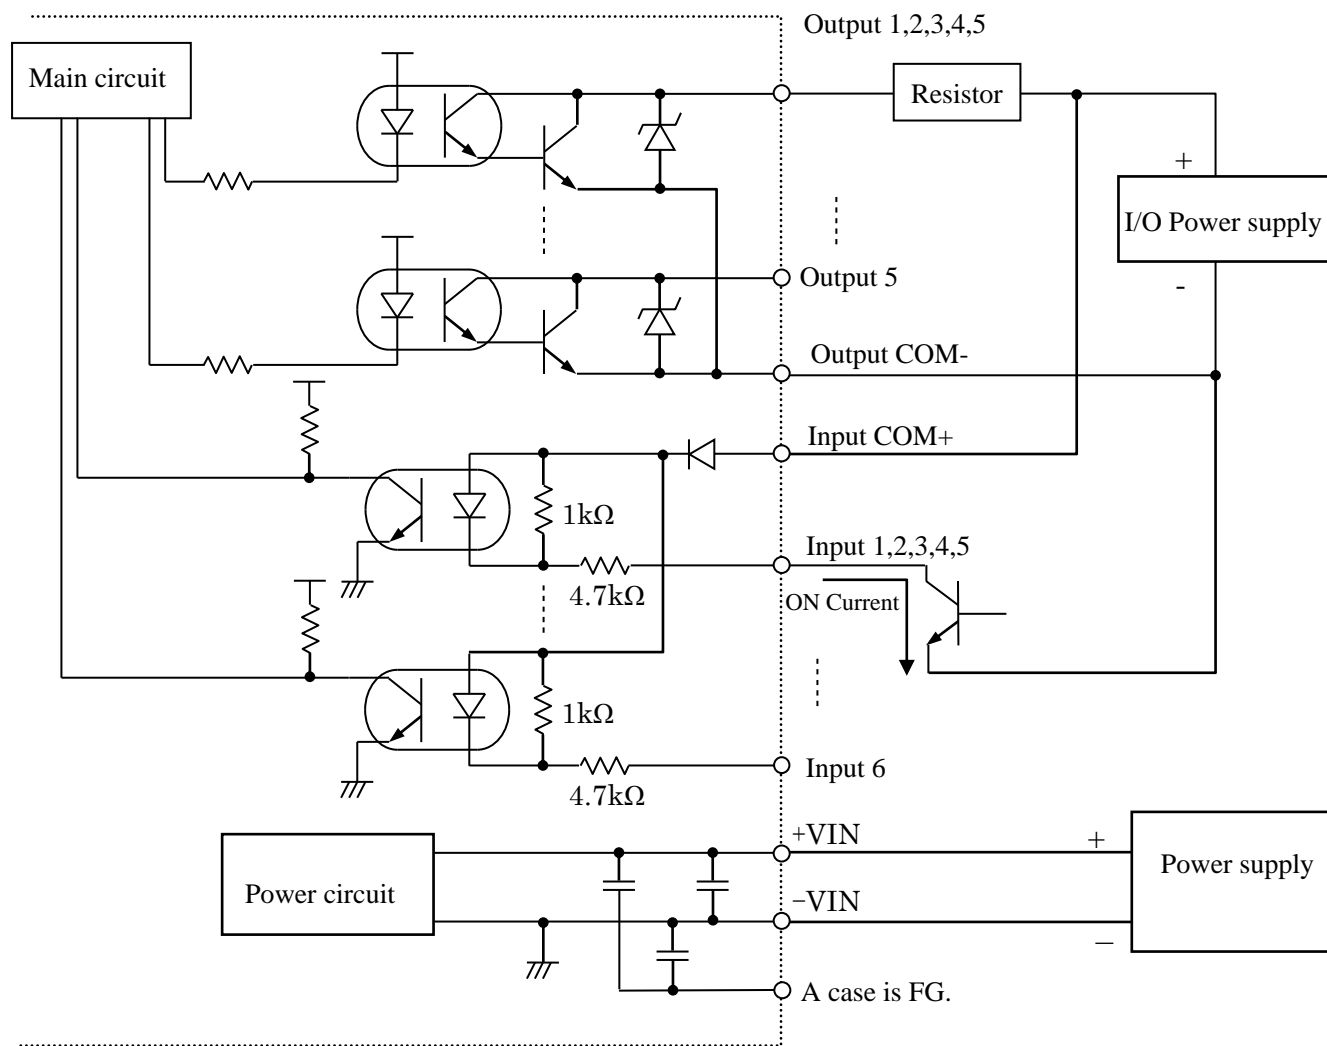 Output 1,2,3,4,5
Main circuit
Resistor
+
I/O Power supply
-
Output 5
Output COM-
Input COM+
1kΩ
Input 1,2,3,4,5
4.7kΩ
ON Current
1kΩ
Input 6
4.7kΩ
+VIN
+
Power supply
Power circuit
−VIN
−
A case is FG.